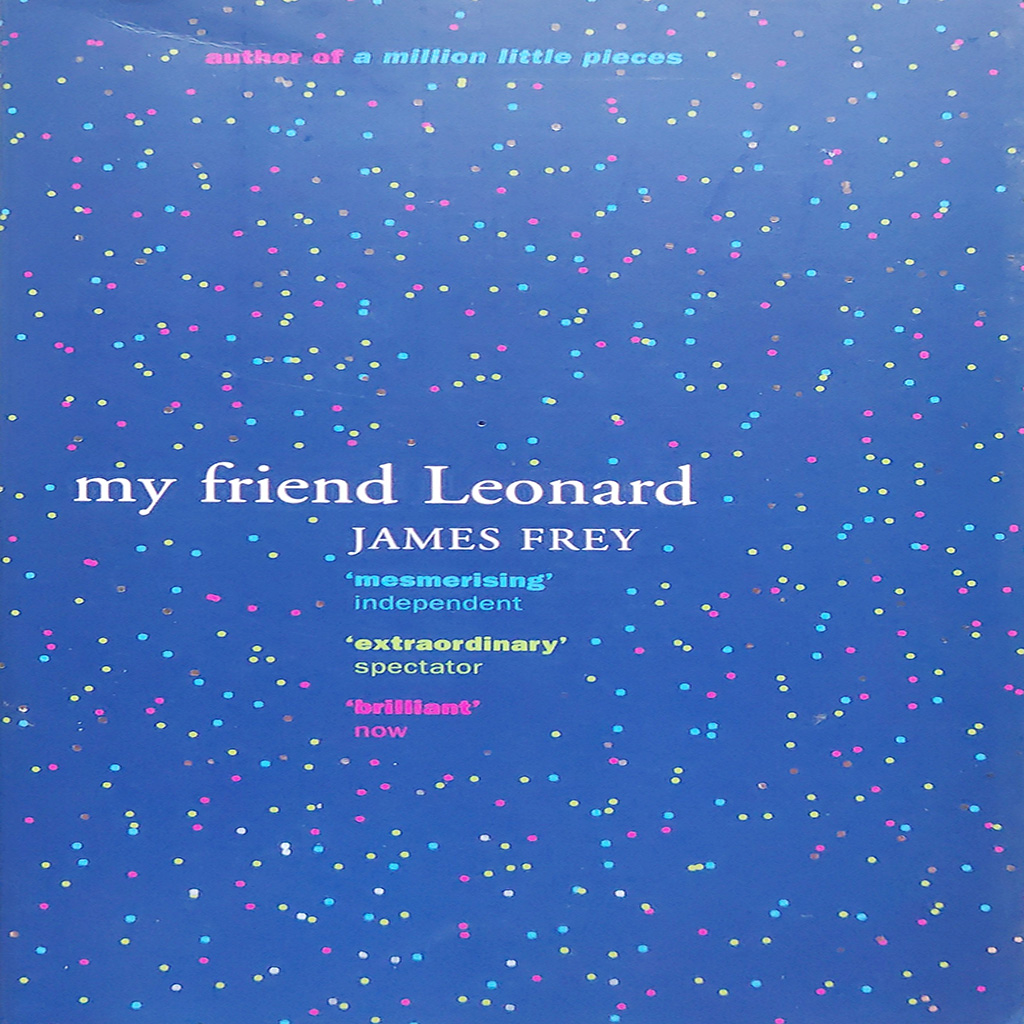 author of a million little pieces
my friend Leonard
JAMES FREY
‘mesmerising’
independent
‘extraordinary’
spectator
‘brilliant’
now